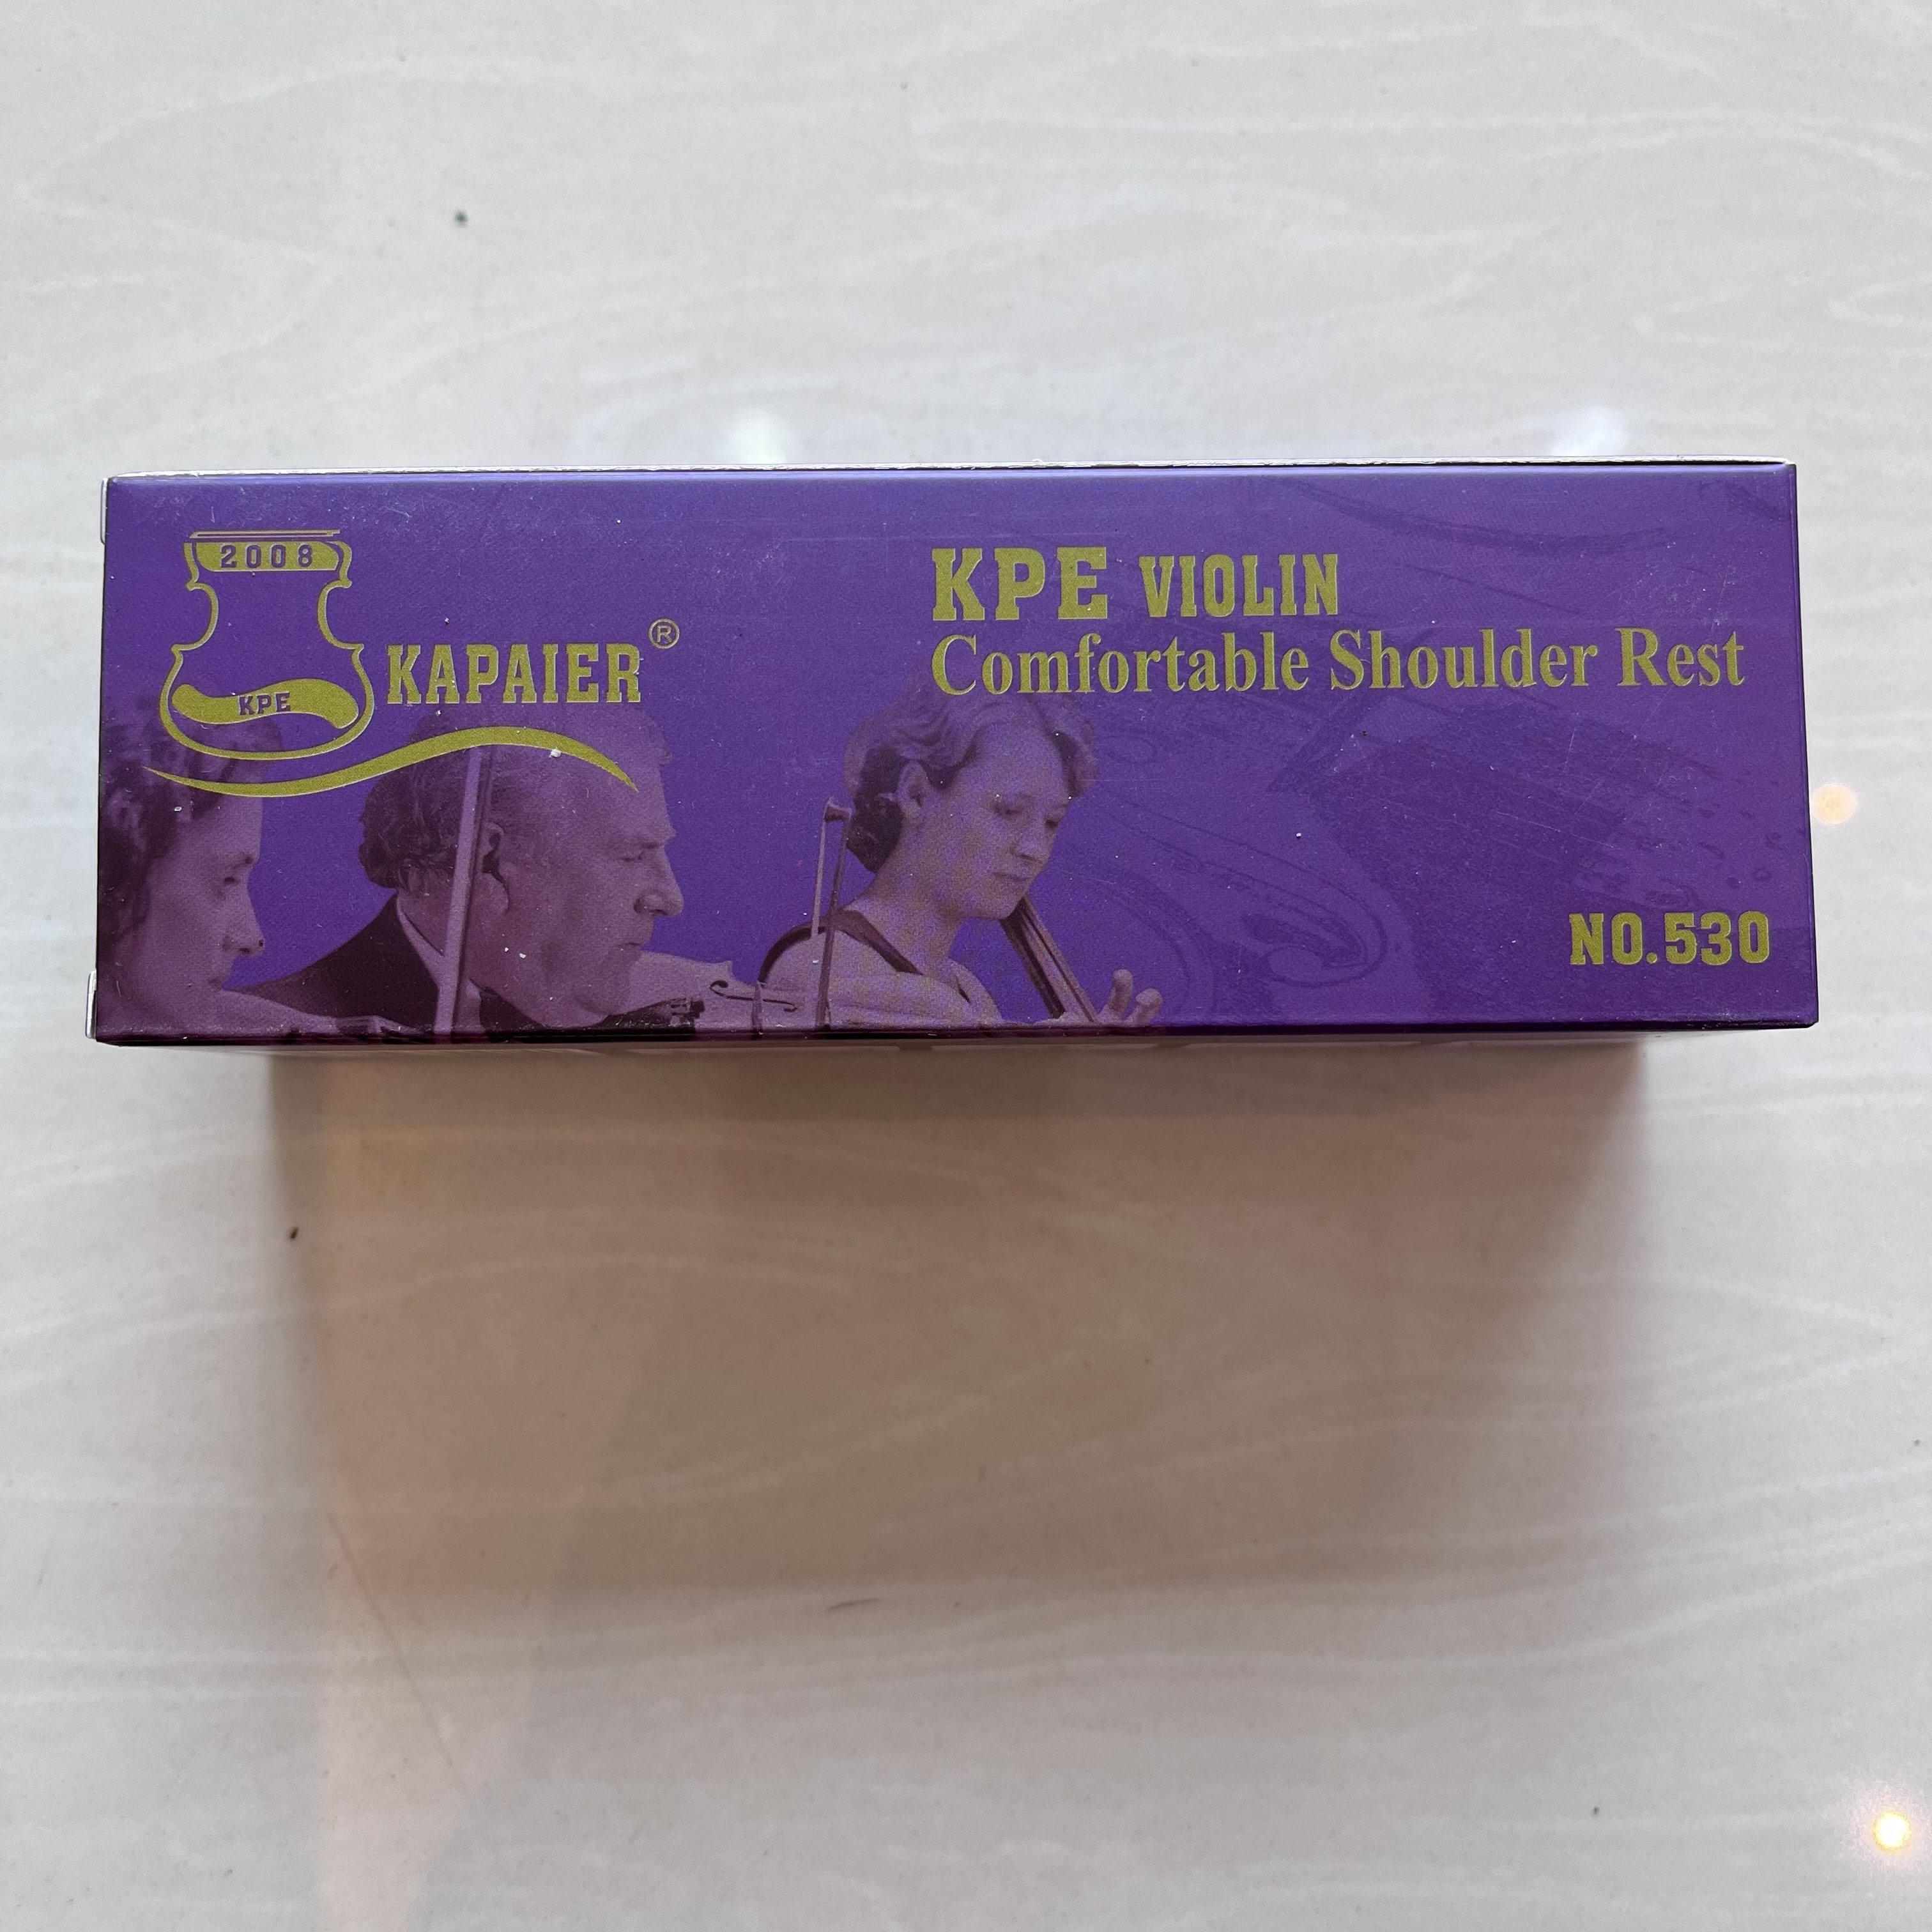 2008
KPE
KAPAIER®
KPE VIOLIN
Comfortable Shoulder Rest
NO.530